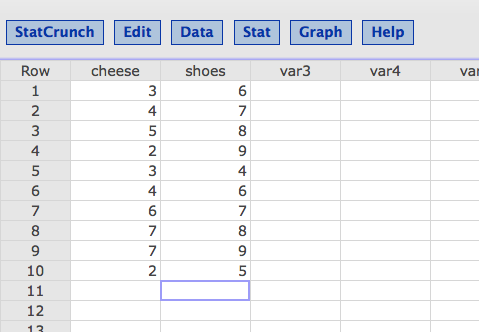 StatCrunch Edit Data Stat Graph Help
Row cheese shoes var3 var4 var
1 3 6
2 4 7
3 5 8
4 2 9
5 3 4
6 4 6
7 6 7
8 7 8
9 7 9
10 2 5
11
12
13